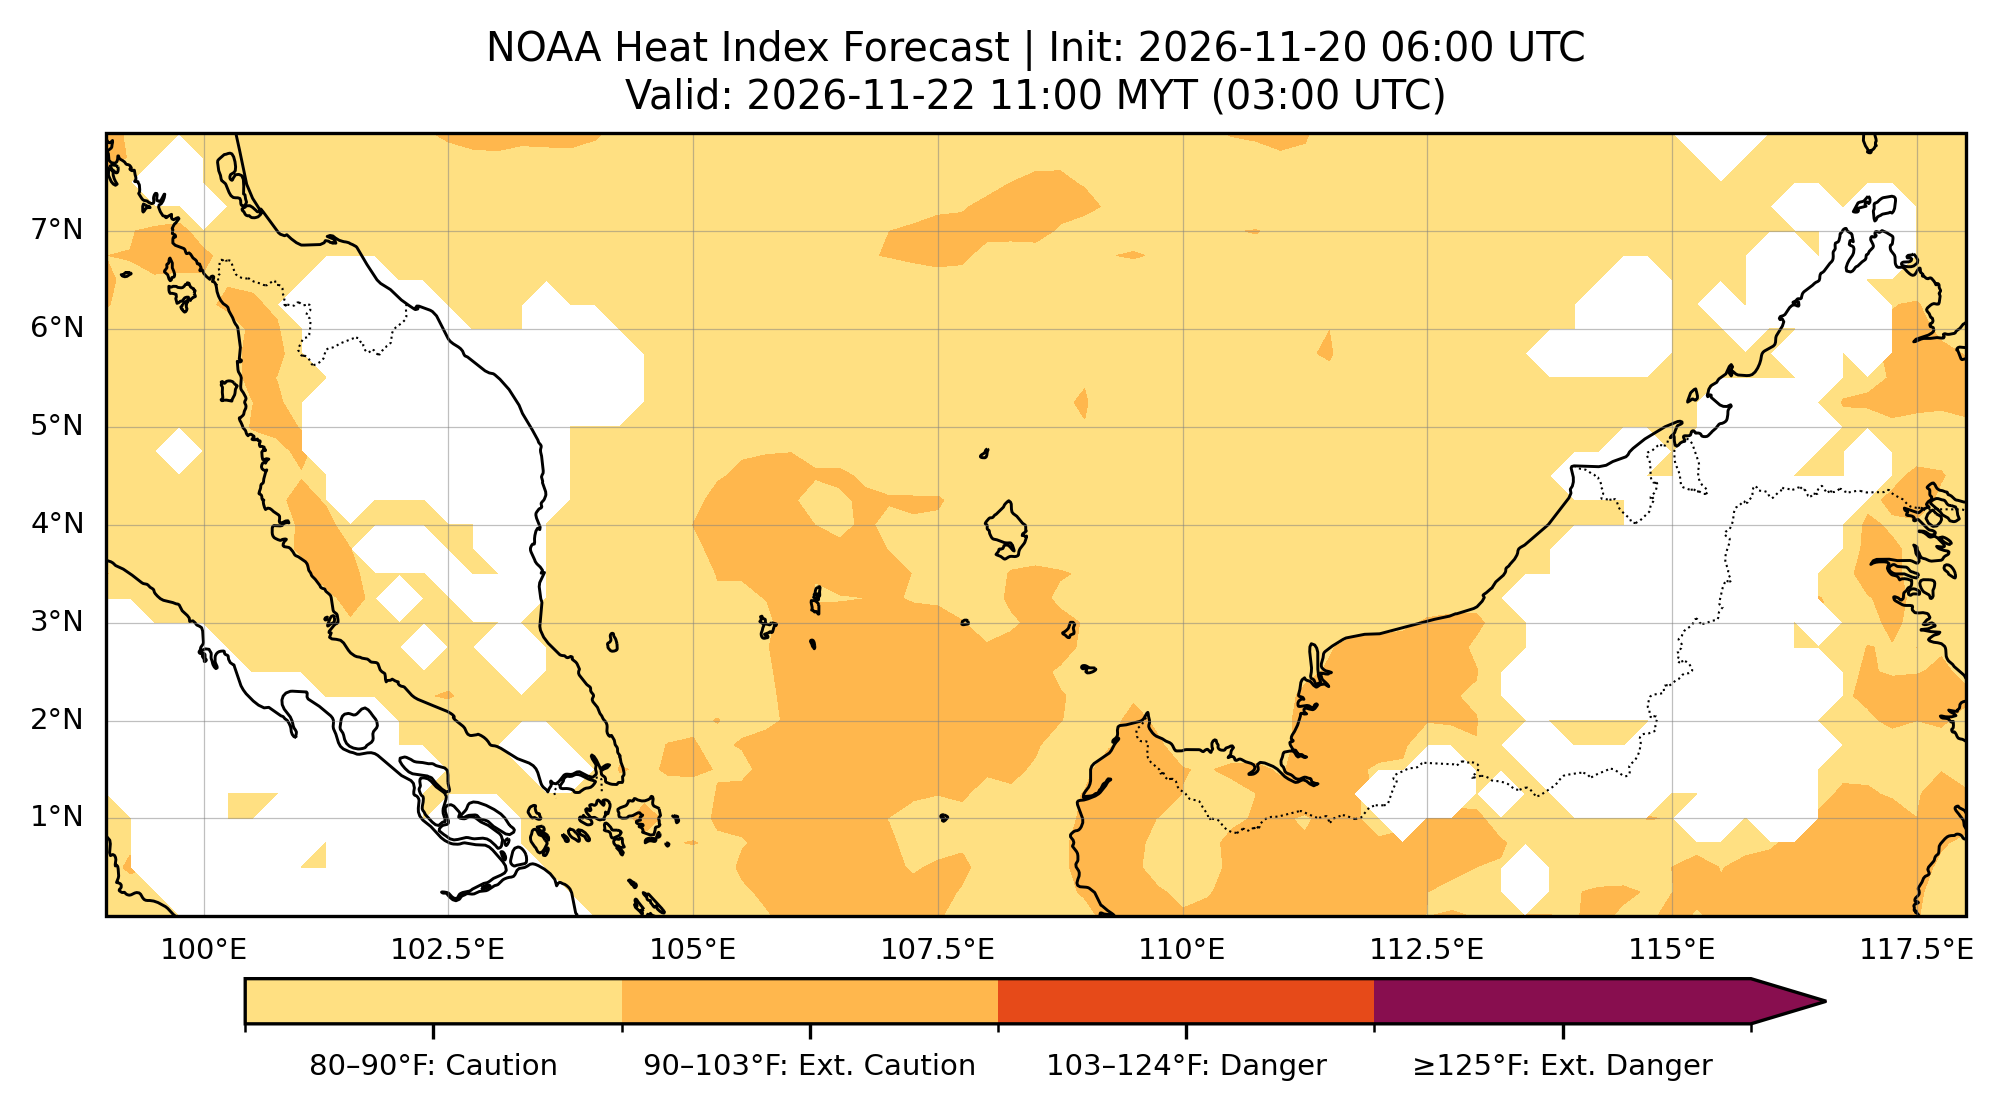 NOAA Heat Index Forecast | Init: 2026-11-20 06:00 UTC
Valid: 2026-11-22 11:00 MYT (03:00 UTC)
7°N
6°N
5°N
4°N
3°N
2°N
1°N
100°E 102.5°E 105°E 107.5°E 110°E 112.5°E 115°E 117.5°E
80–90°F: Caution 90–103°F: Ext. Caution 103–124°F: Danger ≥125°F: Ext. Danger